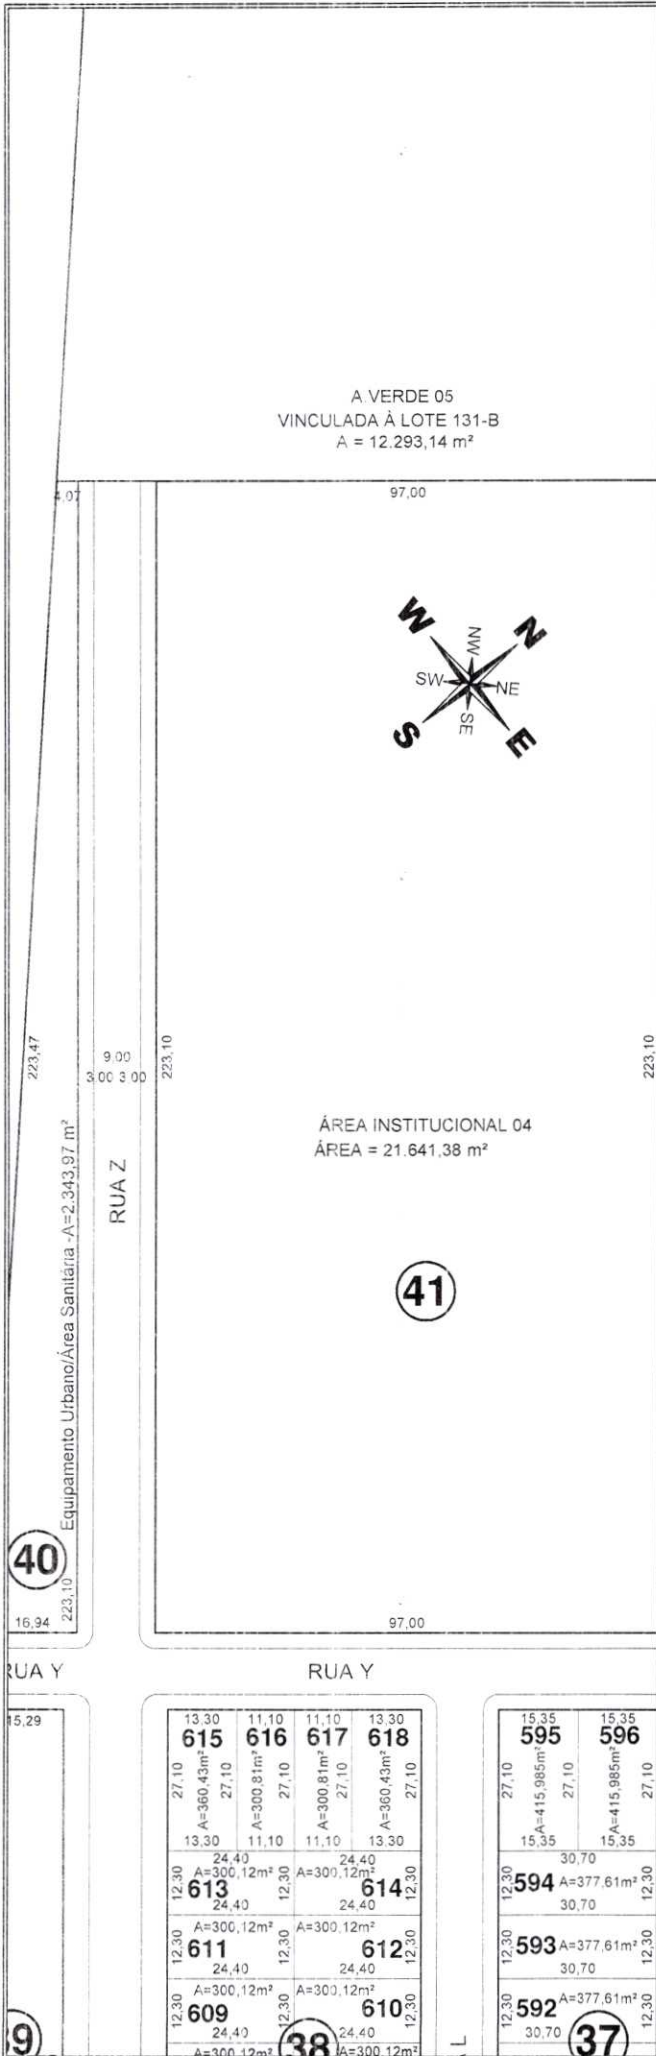 A.VERDE 05
VINCULADA À LOTE 131-B
A = 12.293,14 m²
4,07
97,00
W
N
NW
SW
NE
SE
S
E
223,47
9.00
3.00 3.00
223,10
223,10
RUA Z
Equipamento Urbano/Área Sanitária -A=2.343,97 m²
ÁREA INSTITUCIONAL 04
ÁREA = 21.641,38 m²
41
40
223,10
16,94
97,00
RUA Y
RUA Y
15,29
13,30 11,10 11,10 13,30
615 616 617 618
27,10 A=360,43m² 27,10 A=300,81m² 27,10 A=300,81m² 27,10 A=360,43m² 27,10
13,30 11,10 11,10 13,30
15,35 15,35
595 596
27,10 A=415,985m² 27,10 A=415,985m² 27,10
15,35 15,35
24,40 24,40
A=300,12m² A=300,12m²
12,30 613 12,30 614 12,30
24,40 24,40
A=300,12m² A=300,12m²
12,30 611 12,30 612 12,30
24,40 24,40
A=300,12m² A=300,12m²
12,30 609 12,30 610 12,30
24,40 24,40
38
A=300,12m² A=300,12m²
30,70
12,30 594 A=377,61m² 12,30
30,70
12,30 593 A=377,61m² 12,30
30,70
12,30 592 A=377,61m² 12,30
30,70
37